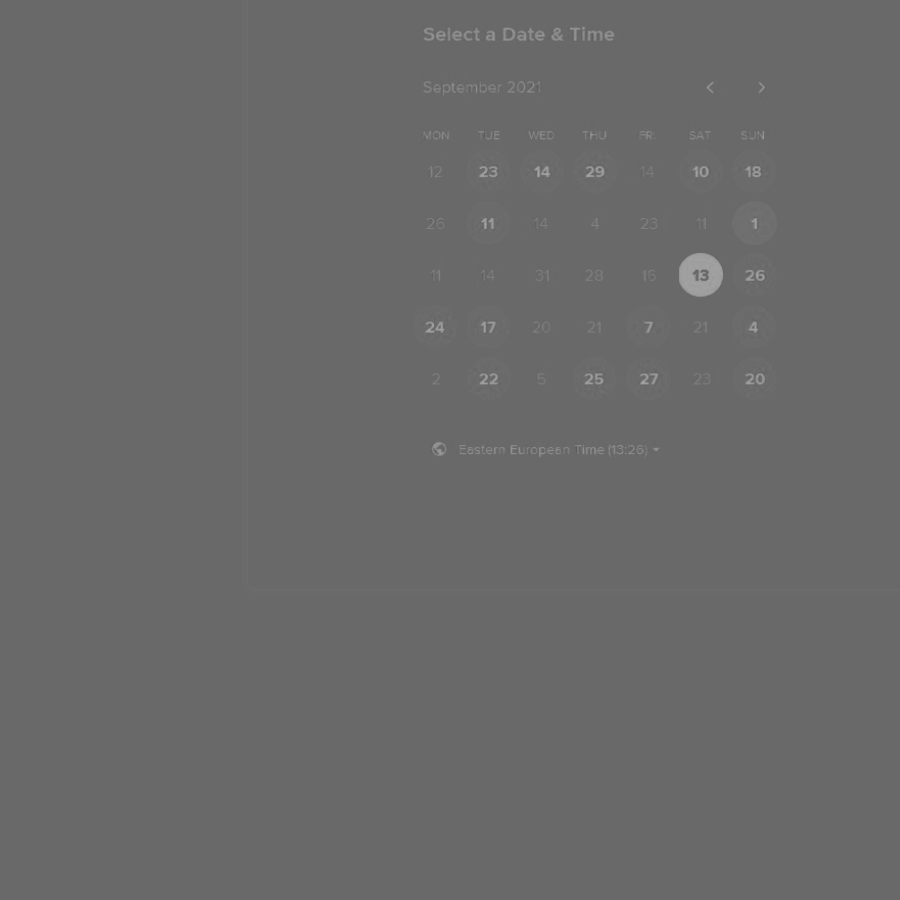 Select a Date & Time
September 2021
MON TUE WED THU FRI SAT SUN
12 23 14 29 14 10 18
26 11 14 4 23 11 1
11 14 31 28 15 13 26
24 17 20 21 7 21 4
2 22 5 25 27 23 20
Eastern European Time (13:26)